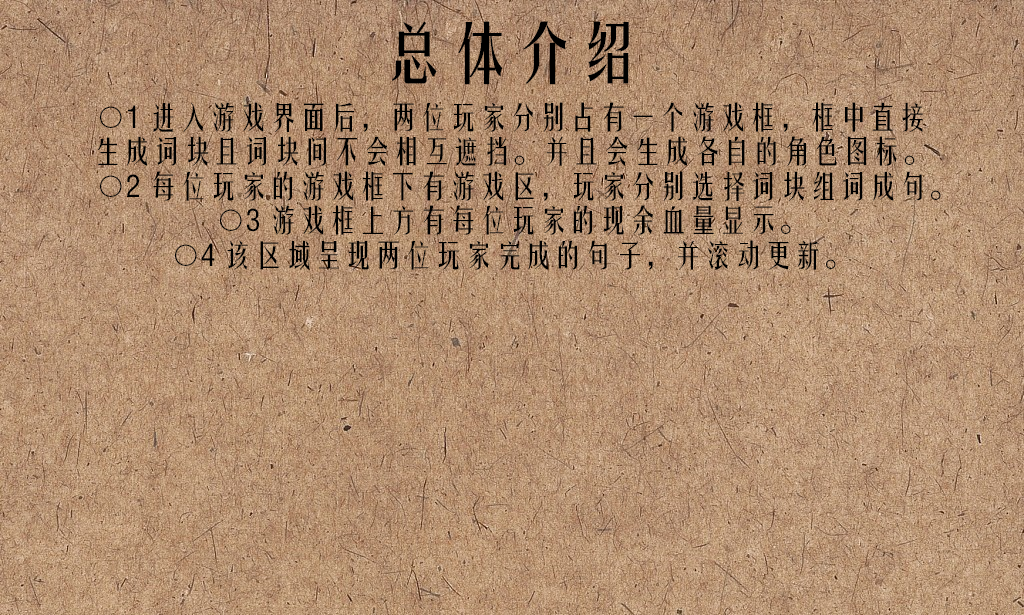 总体介绍
○1 进入游戏界面后，两位玩家分别占有一个游戏框，框中直接
生成词块且词块间不会相互遮挡。并且会生成各自的角色图标。
○2 每位玩家的游戏框下有游戏区，玩家分别选择词块组词成句。
○3 游戏框上方有每位玩家的现余血量显示。
○4 该区域呈现两位玩家完成的句子，并滚动更新。